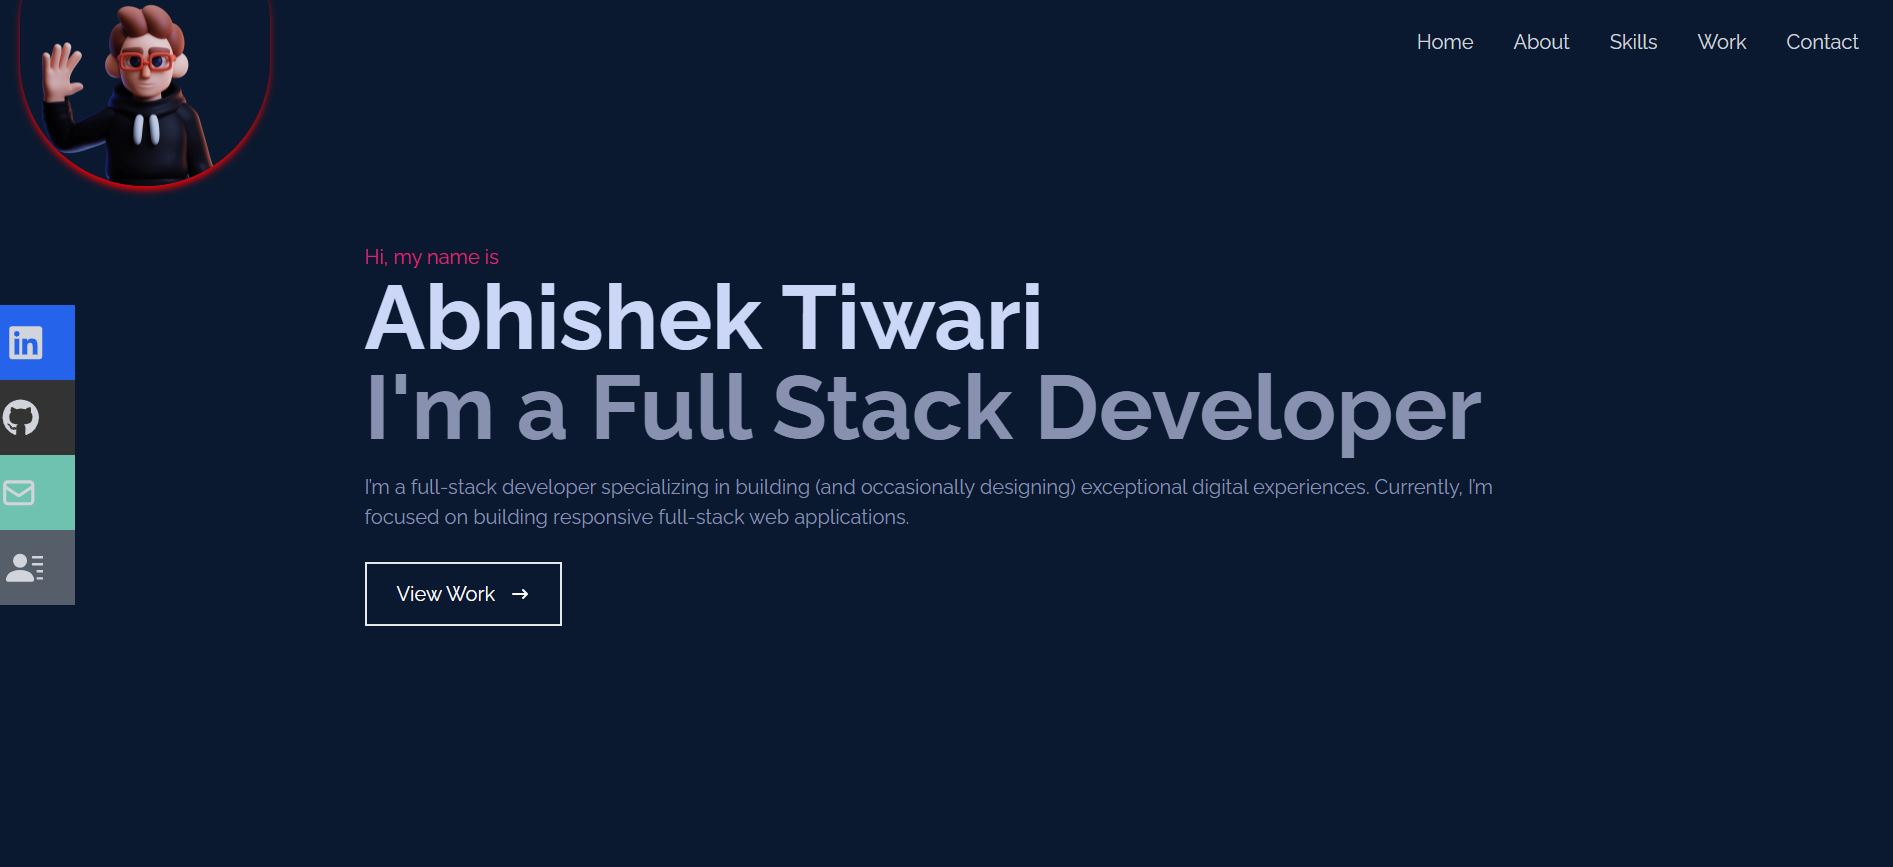 Home
About
Skills
Work
Contact
Hi, my name is
Abhishek Tiwari
I'm a Full Stack Developer
I'm a full-stack developer specializing in building (and occasionally designing) exceptional digital experiences. Currently, I'm
focused on building responsive full-stack web applications.
View Work →
in